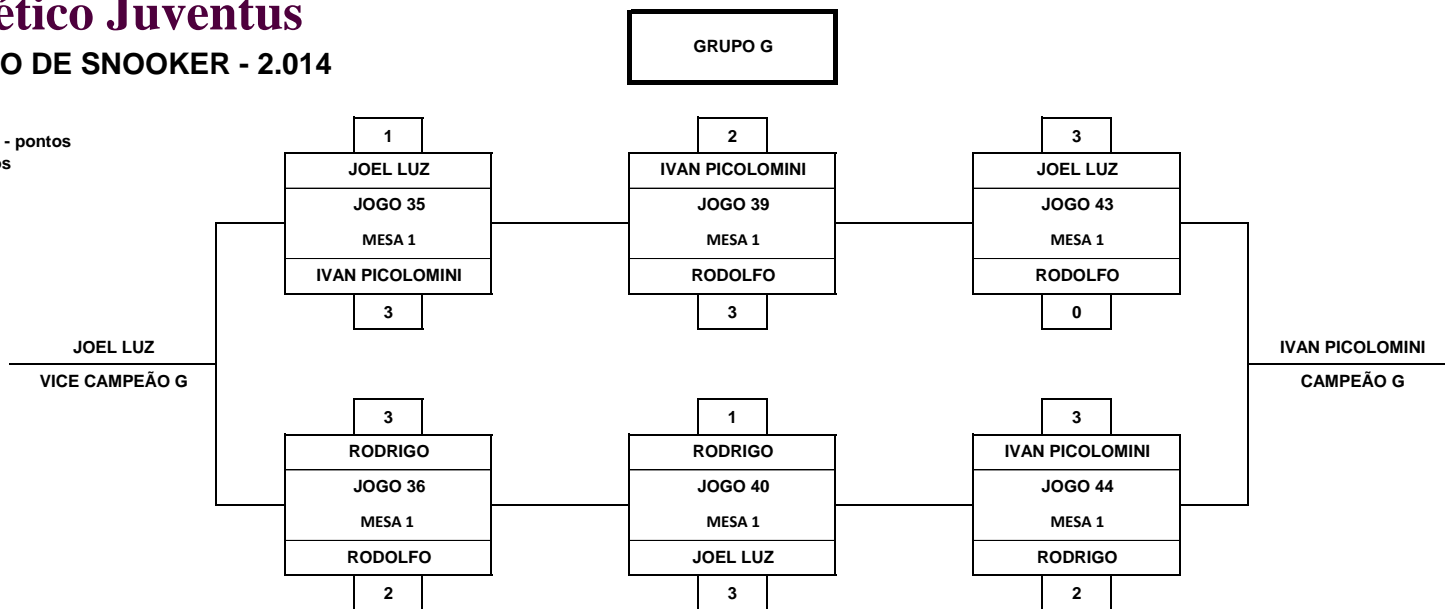 ético Juventus
O DE SNOOKER - 2.014
GRUPO G
- pontos
os
1
JOEL LUZ
JOGO 35
MESA 1
IVAN PICOLOMINI
3
2
IVAN PICOLOMINI
JOGO 39
MESA 1
RODOLFO
3
3
JOEL LUZ
JOGO 43
MESA 1
RODOLFO
0
JOEL LUZ
VICE CAMPEÃO G
IVAN PICOLOMINI
CAMPEÃO G
3
RODRIGO
JOGO 36
MESA 1
RODOLFO
2
1
RODRIGO
JOGO 40
MESA 1
JOEL LUZ
3
3
IVAN PICOLOMINI
JOGO 44
MESA 1
RODRIGO
2